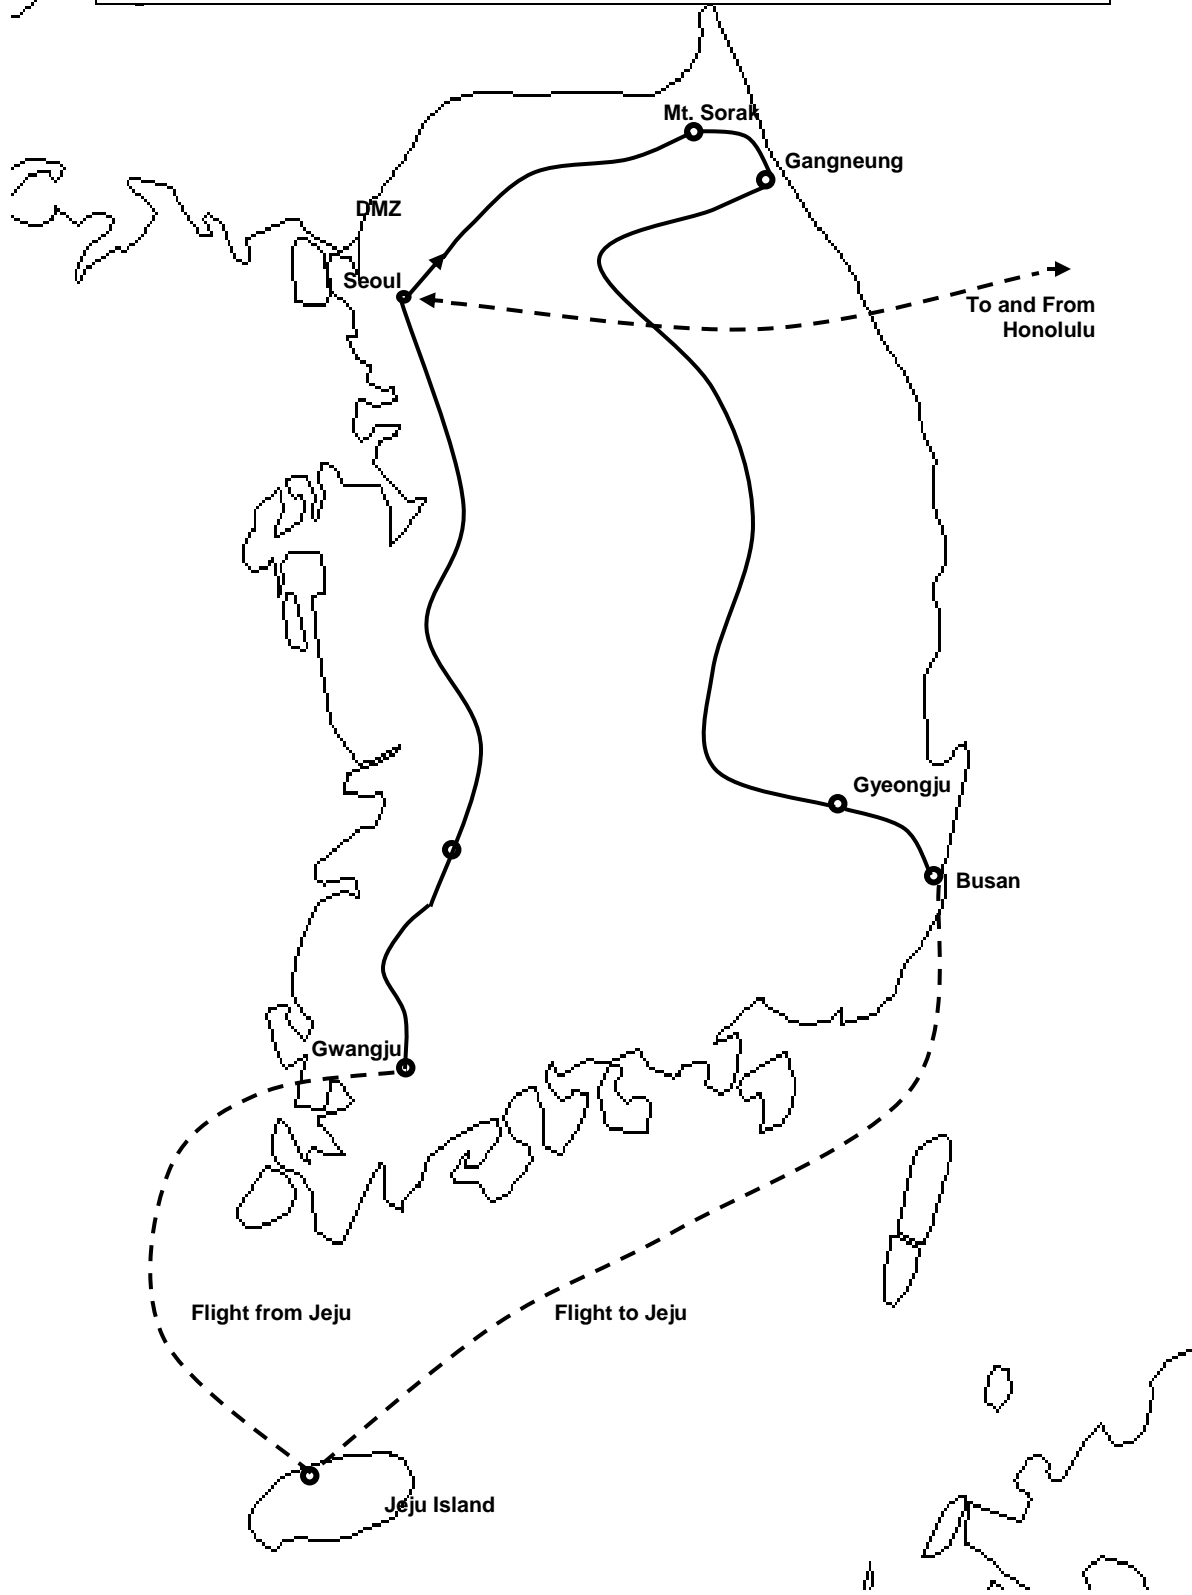 Mt. Sorak
Gangneung
DMZ
Seoul
To and From
Honolulu
Gyeongju
Busan
Gwangju
Flight from Jeju
Flight to Jeju
Jeju Island